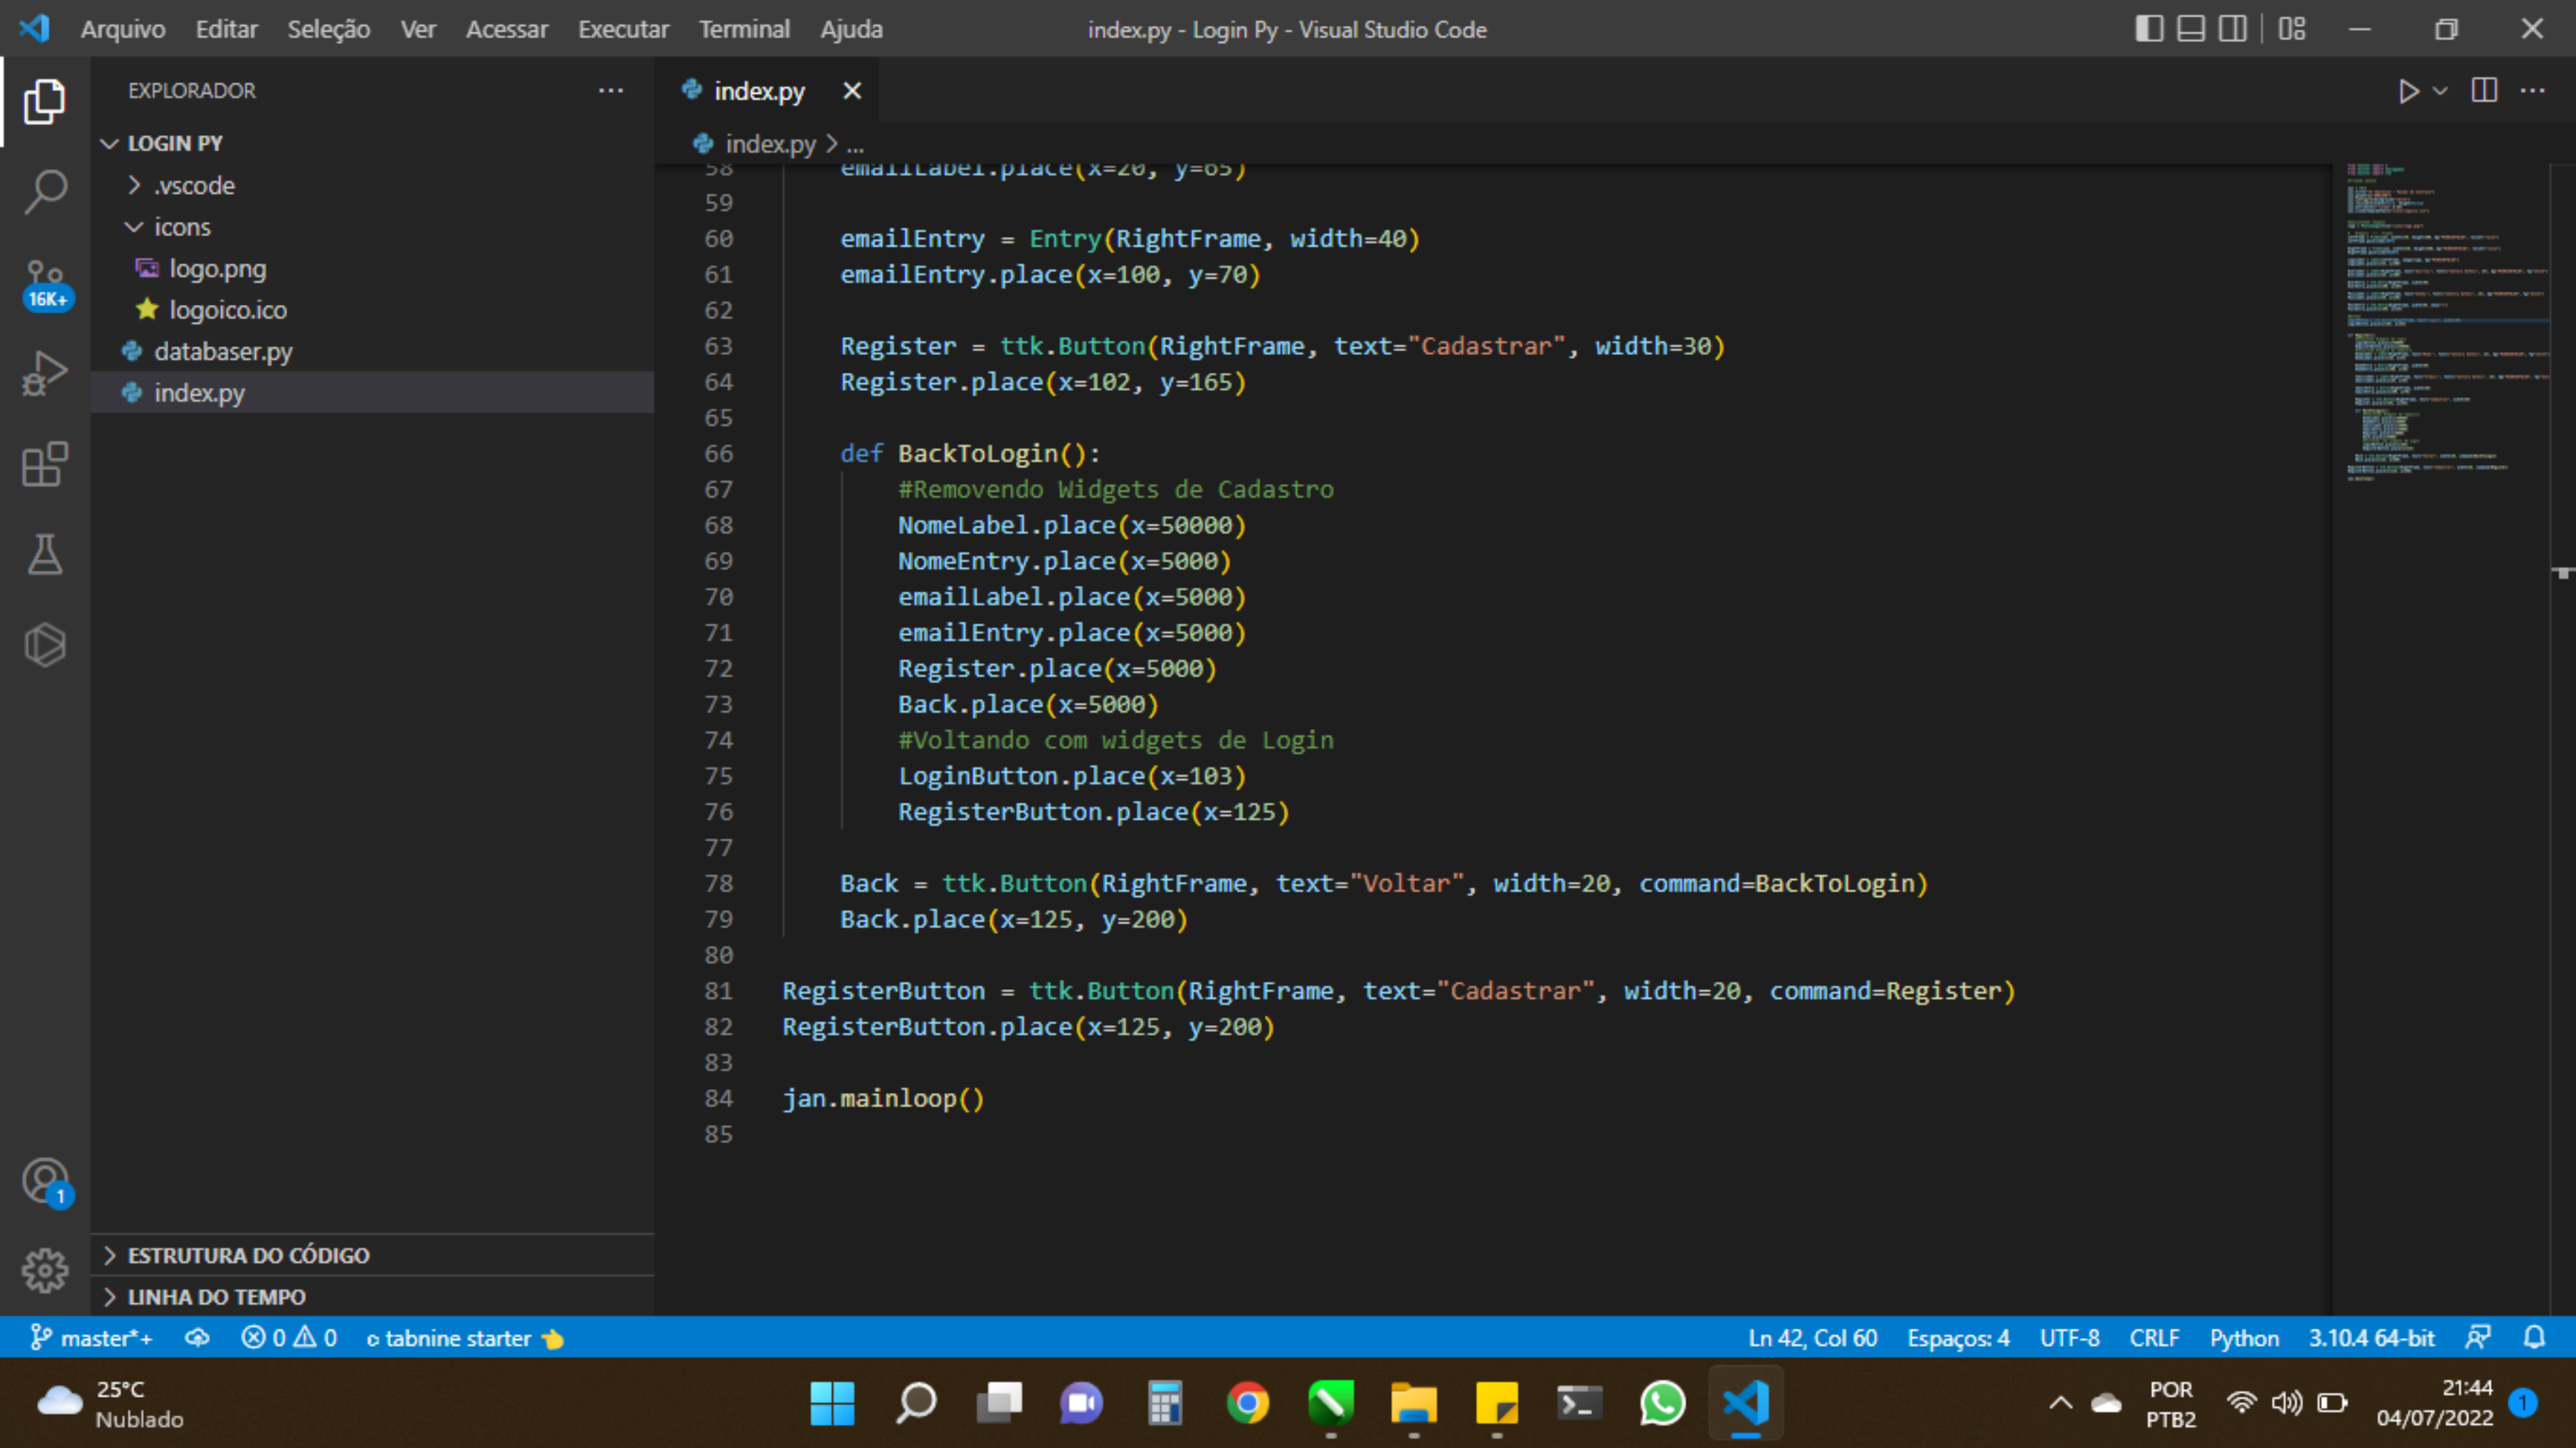 Arquivo Editar Seleção Ver Acessar Executar Terminal Ajuda
index.py - Login Py - Visual Studio Code
EXPLORADOR
LOGIN PY
.vscode
icons
logo.png
logoico.ico
databaser.py
index.py
16K+
1
ESTRUTURA DO CÓDIGO
LINHA DO TEMPO
index.py
index.py > ...
58 emailLabel.place(x=20, y=65)
59
60 emailEntry = Entry(RightFrame, width=40)
61 emailEntry.place(x=100, y=70)
62
63 Register = ttk.Button(RightFrame, text="Cadastrar", width=30)
64 Register.place(x=102, y=165)
65
66 def BackToLogin():
67 #Removendo Widgets de Cadastro
68 NomeLabel.place(x=50000)
69 NomeEntry.place(x=5000)
70 emailLabel.place(x=5000)
71 emailEntry.place(x=5000)
72 Register.place(x=5000)
73 Back.place(x=5000)
74 #Voltando com widgets de Login
75 LoginButton.place(x=103)
76 RegisterButton.place(x=125)
77
78 Back = ttk.Button(RightFrame, text="Voltar", width=20, command=BackToLogin)
79 Back.place(x=125, y=200)
80
81 RegisterButton = ttk.Button(RightFrame, text="Cadastrar", width=20, command=Register)
82 RegisterButton.place(x=125, y=200)
83
84 jan.mainloop()
85
master*+ 0 0 tabnine starter
Ln 42, Col 60 Espaços: 4 UTF-8 CRLF Python 3.10.4 64-bit
25°C
Nublado
POR
PTB2
21:44
04/07/2022
1